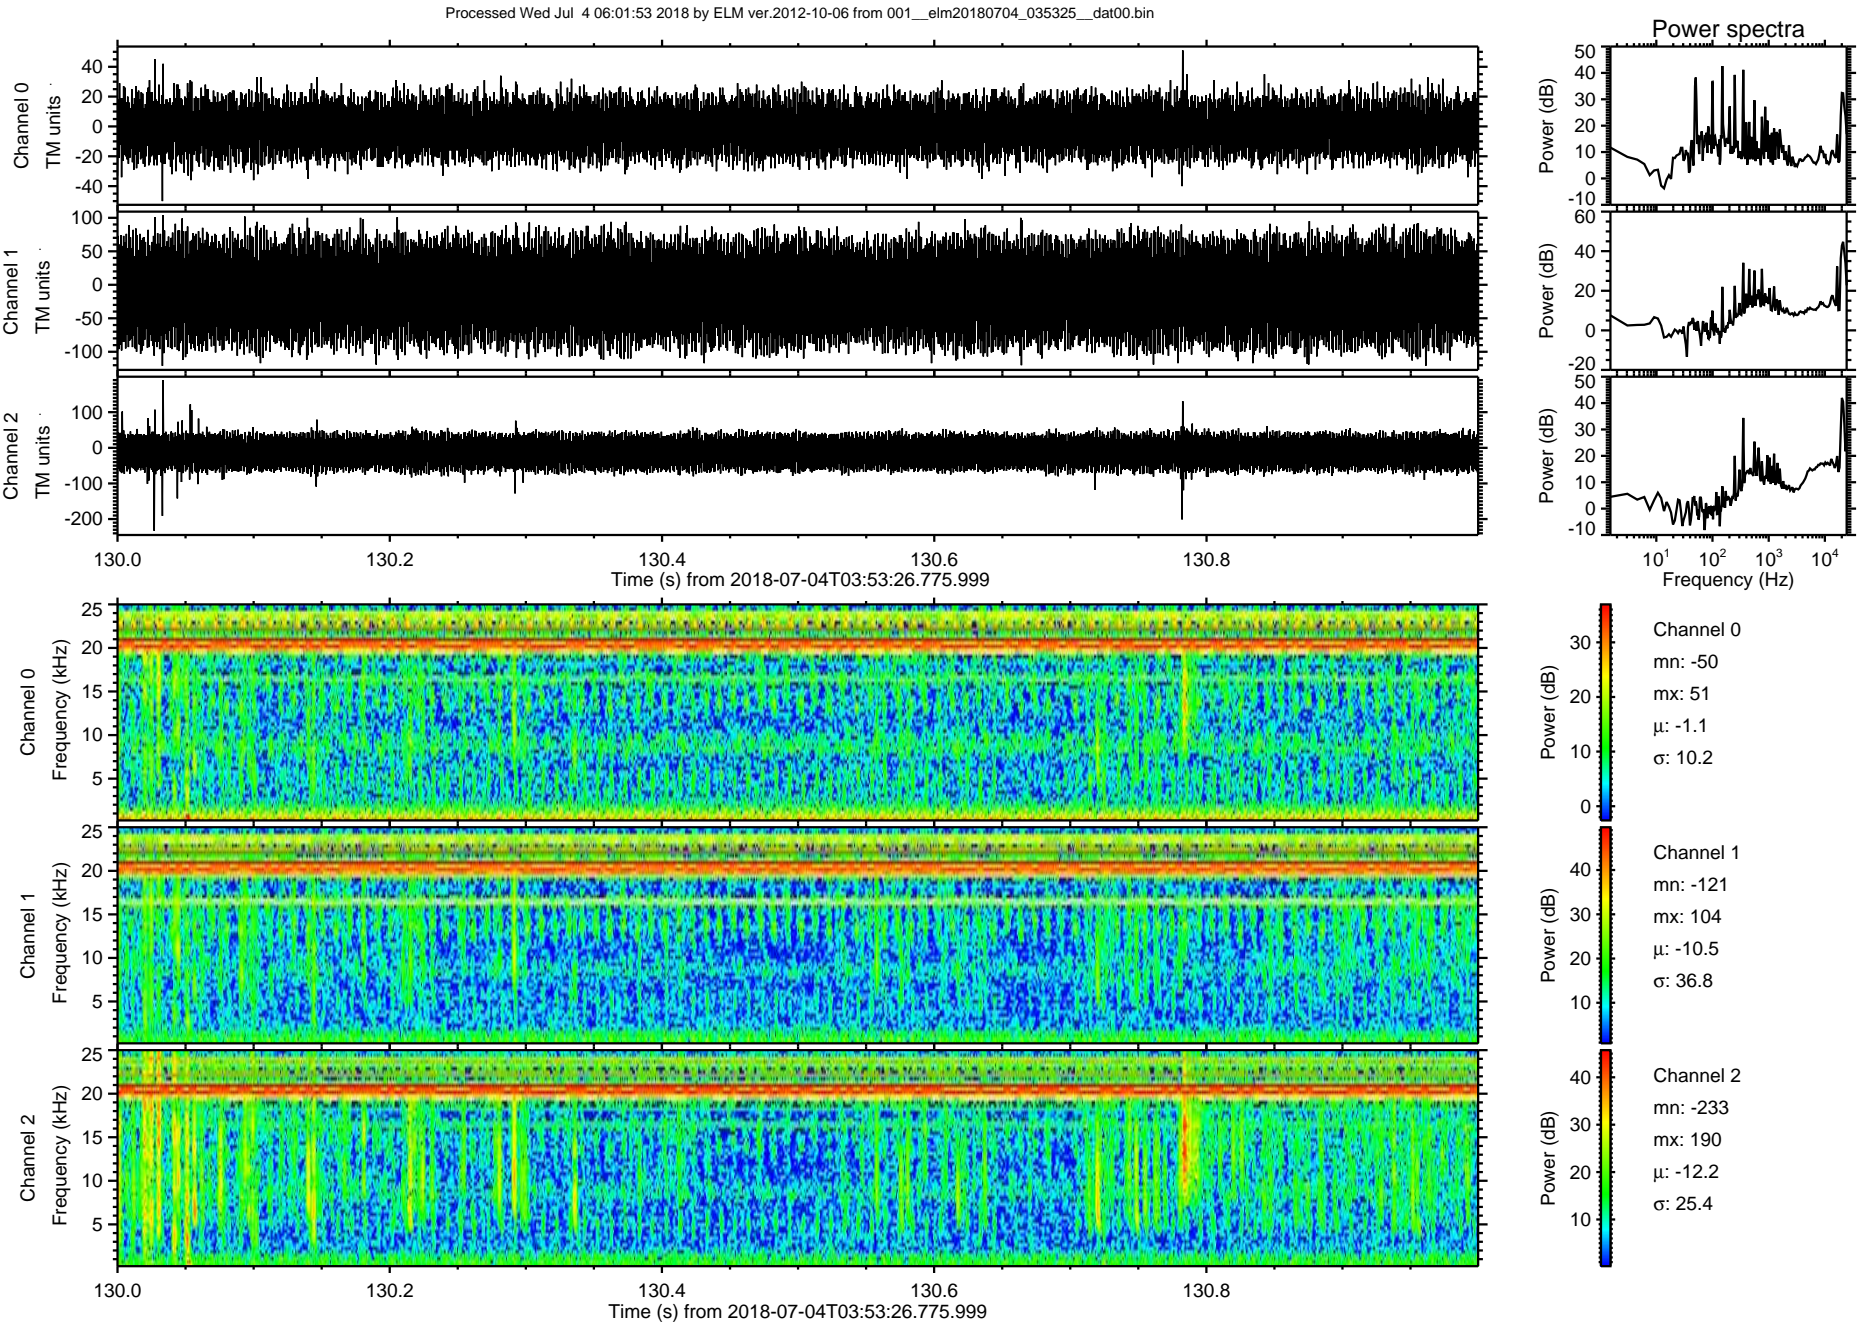 Processed Wed Jul  4 06:01:53 2018 by ELM ver.2012-10-06 from 001__elm20180704_035325__dat00.bin
Power spectra
Channel 0
TM units
40
20
0
-20
-40
Power (dB)
50
40
30
20
10
0
-10
Channel 1
TM units
100
50
0
-50
-100
Power (dB)
60
40
20
0
-20
Channel 2
TM units
100
0
-100
-200
Power (dB)
50
40
30
20
10
0
-10
130.0 130.2 130.4 130.6 130.8
Time (s) from 2018-07-04T03:53:26.775.999
10¹ 10² 10³ 10⁴
Frequency (Hz)
Channel 0
Frequency (kHz)
25
20
15
10
5
Power (dB)
30
20
10
0
Channel 0
mn: -50
mx: 51
μ: -1.1
σ: 10.2
Channel 1
Frequency (kHz)
25
20
15
10
5
Power (dB)
40
30
20
10
Channel 1
mn: -121
mx: 104
μ: -10.5
σ: 36.8
Channel 2
Frequency (kHz)
25
20
15
10
5
Power (dB)
40
30
20
10
Channel 2
mn: -233
mx: 190
μ: -12.2
σ: 25.4
130.0 130.2 130.4 130.6 130.8
Time (s) from 2018-07-04T03:53:26.775.999